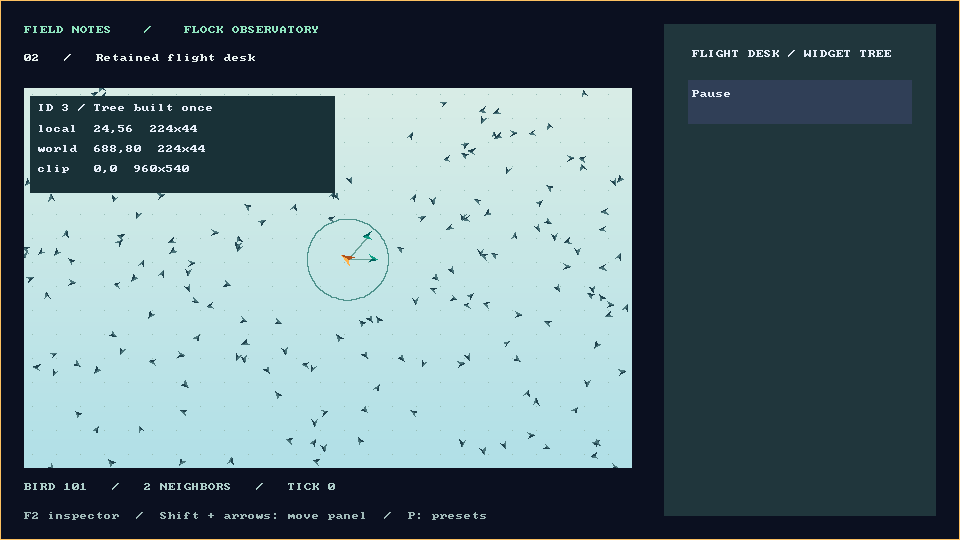 FIELD NOTES / FLOCK OBSERVATORY
02 / Retained flight desk
ID 3 / Tree built once
local 24,56 224x44
world 688,80 224x44
clip 0,0 960x540
FLIGHT DESK / WIDGET TREE
Pause
BIRD 101 / 2 NEIGHBORS / TICK 0
F2 inspector / Shift + arrows: move panel / P: presets